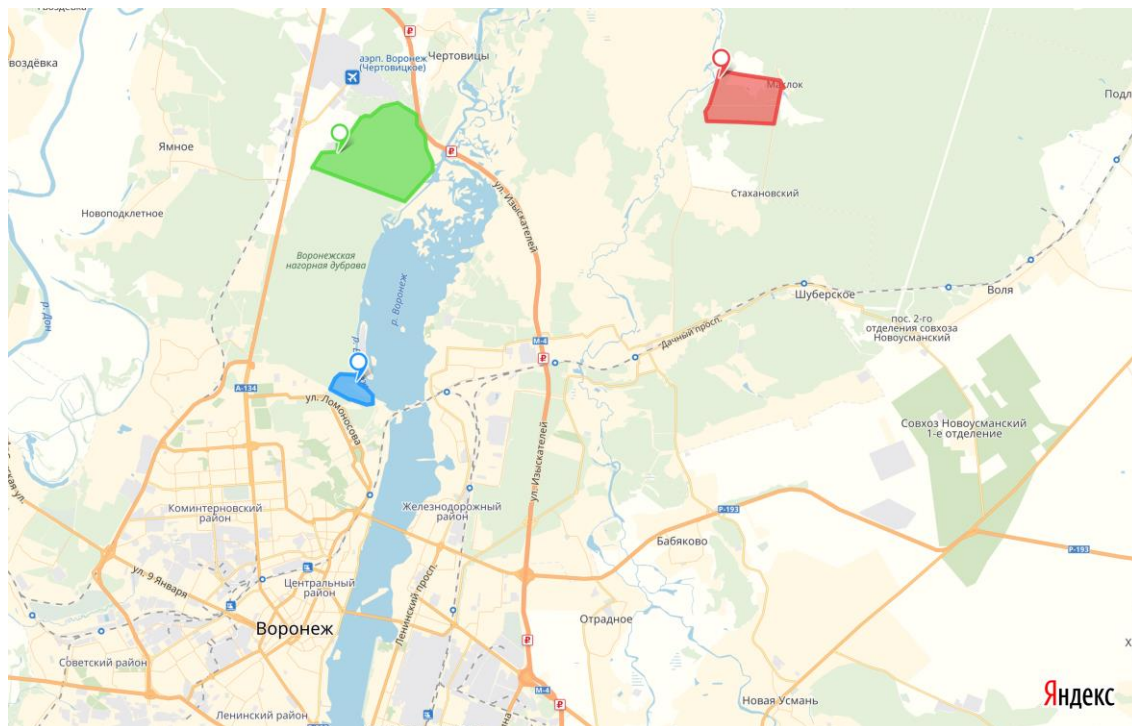 воздёвка
аэрп. Воронеж
(Чертовицкое)
Чертовицы
Ямное
Новоподклетное
р. Дон
Воронежская
нагорная дубрава
р. Воронеж
ул. Изыскателей
Маклок
Подл
Стахановский
Шуберское
Воля
пос. 2-го
отделения совхоза
Новоусманский
Дачный просп.
М-4
А-134
ул. Ломоносова
Совхоз Новоусманский
1-е отделение
ул. Изыскателей
Коминтерновский
район
Железнодорожный
район
Р-193
Бабяково
Р-193
ул. 9 Января
Центральный
район
Ленинский просп.
Воронеж
Отрадное
Советский район
Х
М-4
Новая Усмань
Ленинский район
Яндекс